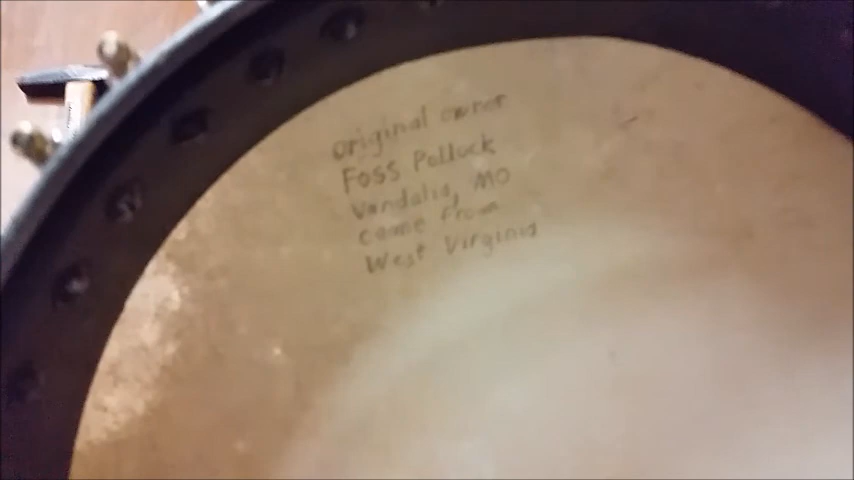 original owner
Foss Pollock
Vandalia, MO
came From
West Virginia